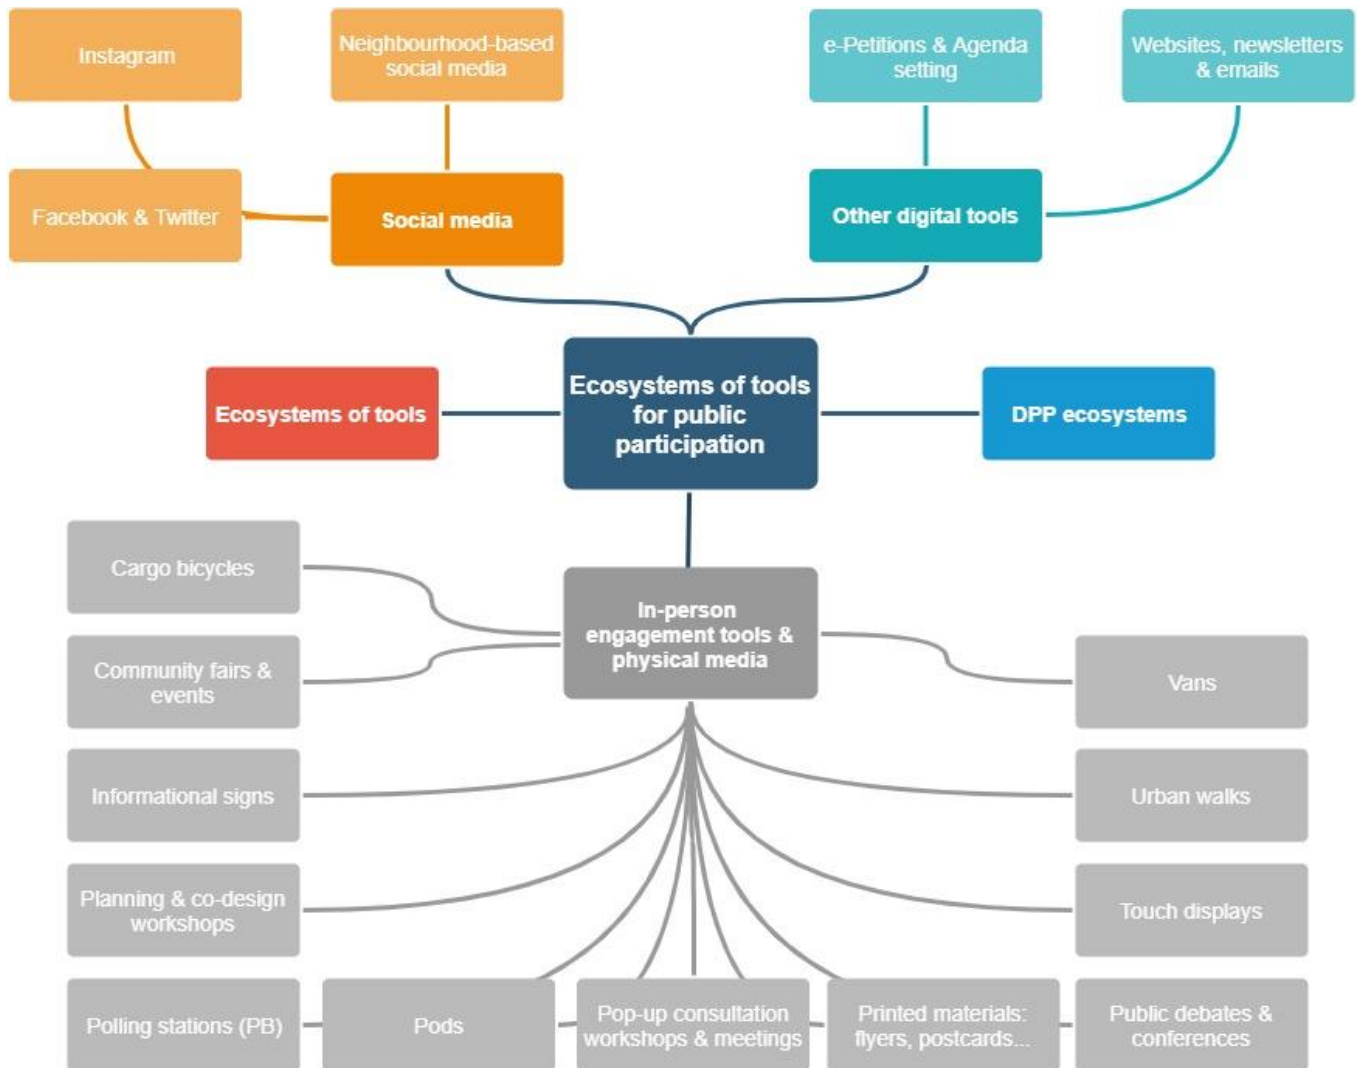 Instagram
Neighbourhood-based
social media
e-Petitions & Agenda
setting
Websites, newsletters
& emails
Facebook & Twitter
Social media
Other digital tools
Ecosystems of tools
Ecosystems of tools
for public
participation
DPP ecosystems
Cargo bicycles
In-person
engagement tools &
physical media
Community fairs &
events
Vans
Informational signs
Urban walks
Planning & co-design
workshops
Touch displays
Polling stations (PB)
Pods
Pop-up consultation
workshops & meetings
Printed materials:
flyers, postcards...
Public debates &
conferences